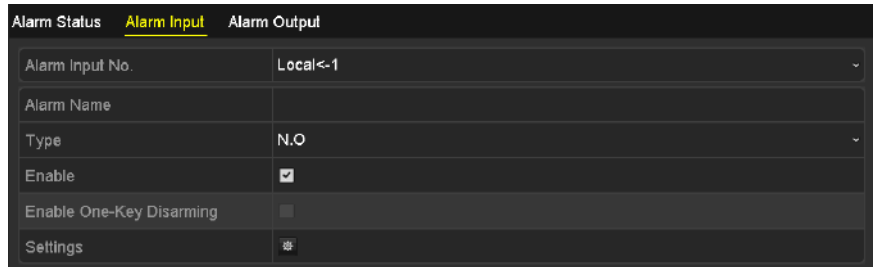 Alarm Status Alarm Input Alarm Output
Alarm Input No. Local<-1
Alarm Name
Type N.O
Enable
Enable One-Key Disarming
Settings